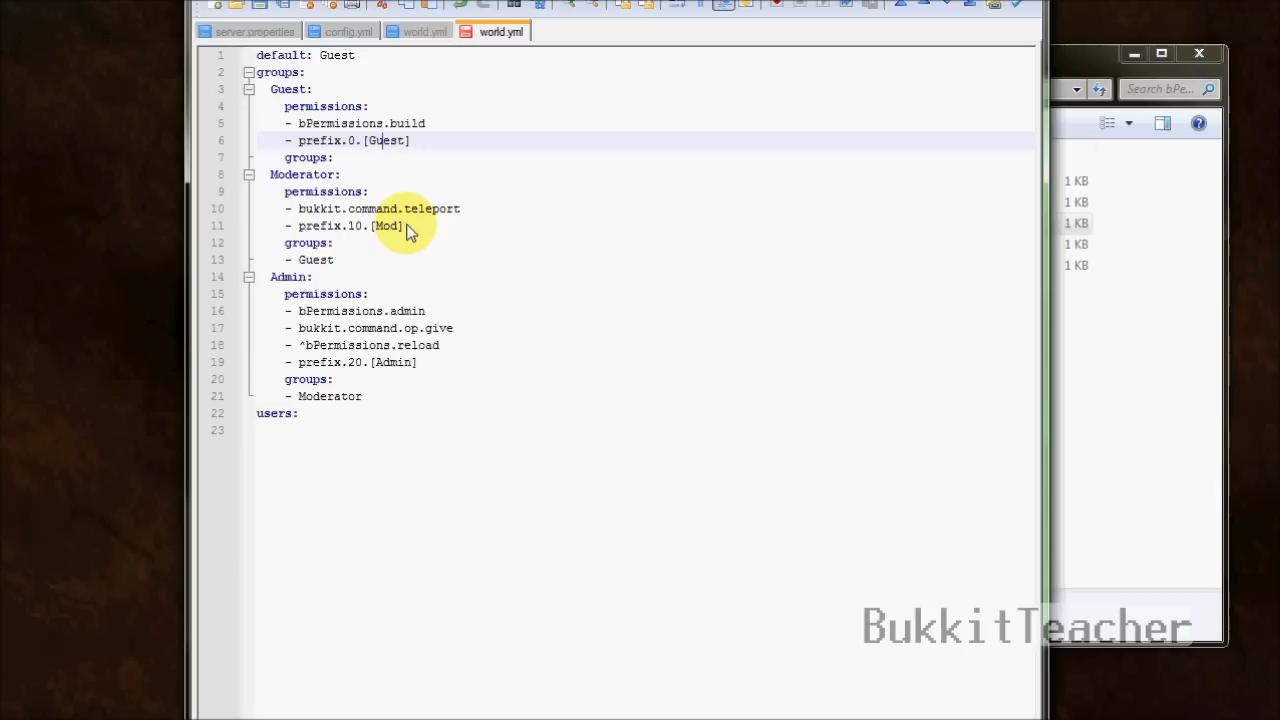 server.properties config.yml world.yml world.yml
Search bPe...
1 default: Guest
2 groups:
3 Guest:
4 permissions:
5 - bPermissions.build
6 - prefix.0.[Guest]
7 groups:
8 Moderator:
9 permissions:
10 - bukkit.command.teleport
11 - prefix.10.[Mod]
12 groups:
13 - Guest
14 Admin:
15 permissions:
16 - bPermissions.admin
17 - bukkit.command.op.give
18 - ^bPermissions.reload
19 - prefix.20.[Admin]
20 groups:
21 - Moderator
22 users:
23
1 KB
1 KB
1 KB
1 KB
1 KB
BukkitTeacher